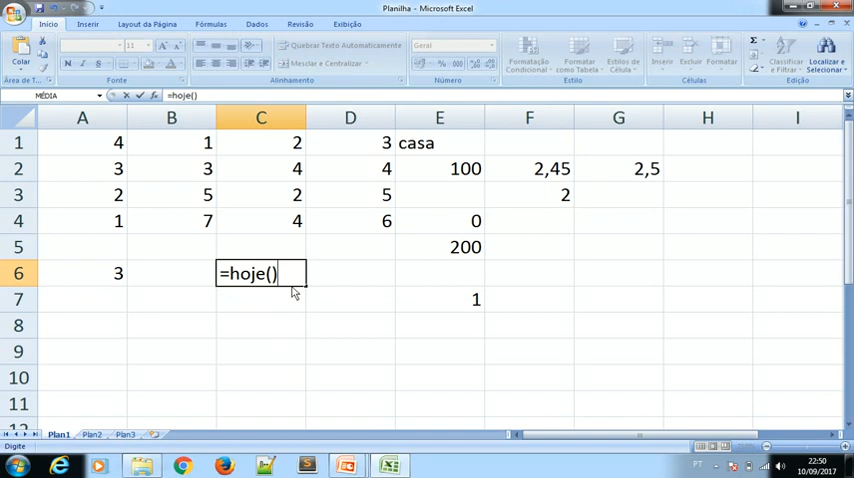 Planilha - Microsoft Excel
Início Inserir Layout da Página Fórmulas Dados Revisão Exibição
Colar
11
Quebrar Texto Automaticamente
Mesclar e Centralizar
Geral
Formatação Condicional
Formatar como Tabela
Estilos de Célula
Inserir Excluir Formatar
Classificar e Filtrar
Localizar e Selecionar
Área de T... Fonte Alinhamento Número Estilo Células Edição
MÉDIA =hoje()
A B C D E F G H I
1 4 1 2 3 casa
2 3 3 4 4 100 2,45 2,5
3 2 5 2 5 2
4 1 7 4 6 0
5 200
6 3 =hoje()
7 1
8
9
10
11
12
Plan1 Plan2 Plan3
Digite
PT 22:50
10/09/2017